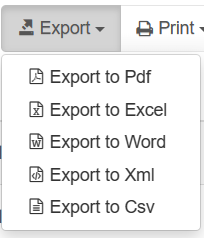 Export Print
Export to Pdf
Export to Excel
Export to Word
Export to Xml
Export to Csv